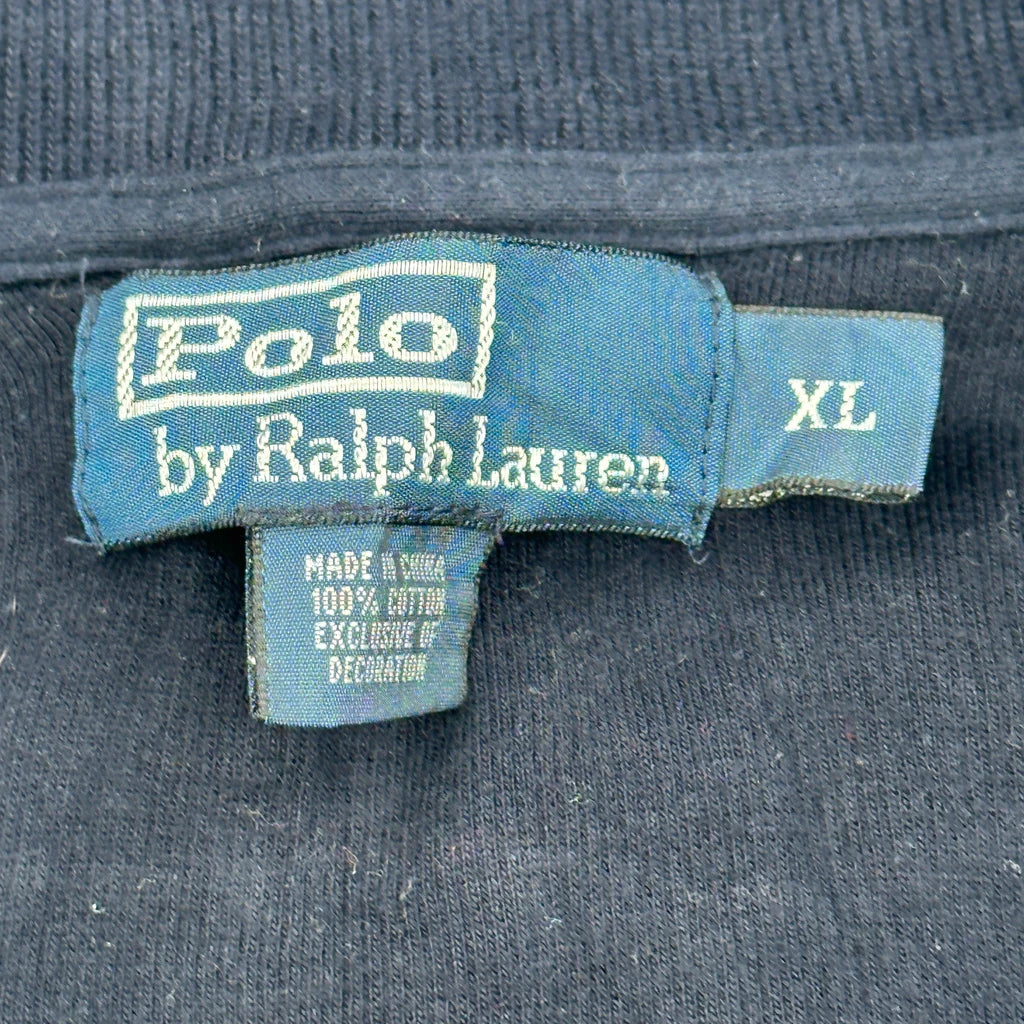 Polo
by Ralph Lauren
XL
MADE IN CHINA
100% COTTON
EXCLUSIVE OF
DECORATION